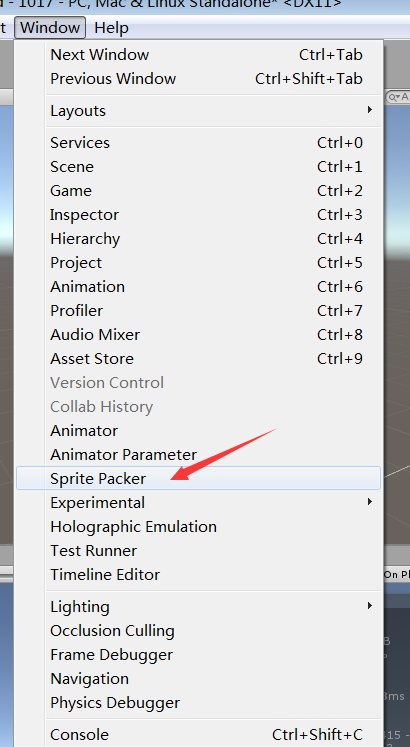 d - 1017 - PC, Mac & Linux Standalone* <DX11>
t Window Help
Next Window Ctrl+Tab
Previous Window Ctrl+Shift+Tab
Layouts
Services Ctrl+0
Scene Ctrl+1
Game Ctrl+2
Inspector Ctrl+3
Hierarchy Ctrl+4
Project Ctrl+5
Animation Ctrl+6
Profiler Ctrl+7
Audio Mixer Ctrl+8
Asset Store Ctrl+9
Version Control
Collab History
Animator
Animator Parameter
Sprite Packer
Experimental
Holographic Emulation
Test Runner
Timeline Editor
On Pl
Lighting
Occlusion Culling
Frame Debugger
Navigation
Physics Debugger
Console Ctrl+Shift+C